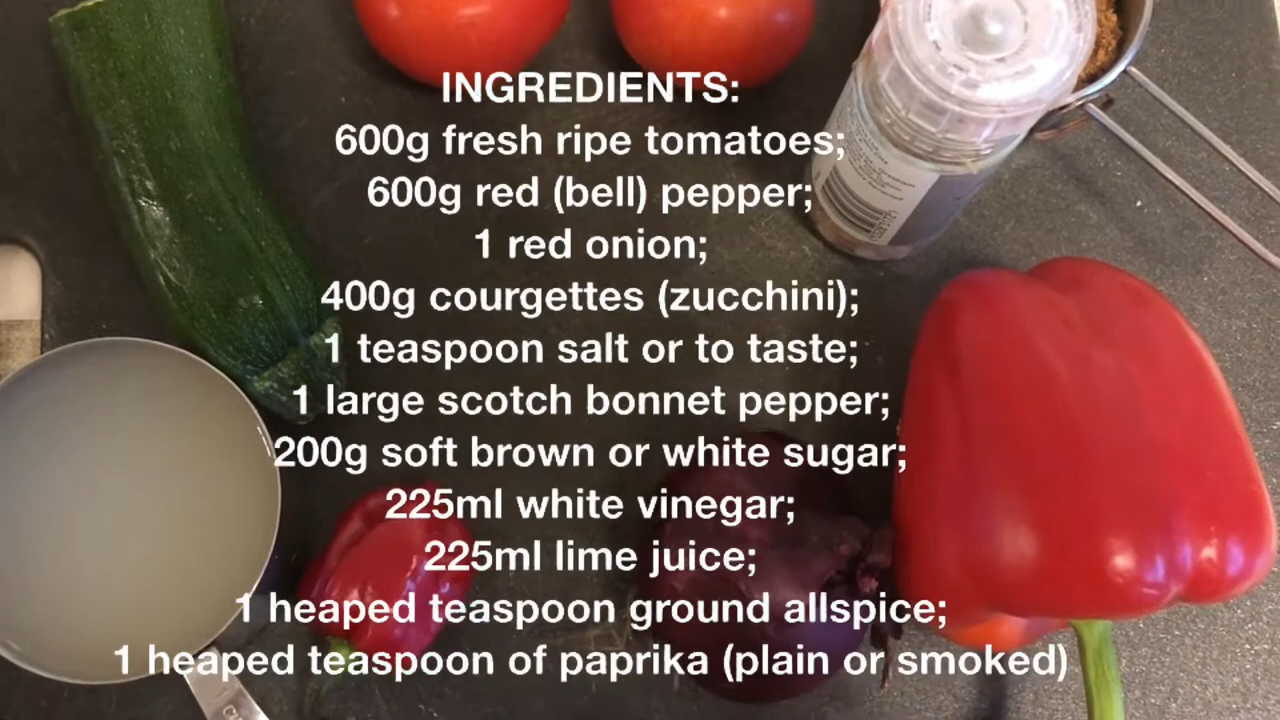 INGREDIENTS:
600g fresh ripe tomatoes;
600g red (bell) pepper;
1 red onion;
400g courgettes (zucchini);
1 teaspoon salt or to taste;
1 large scotch bonnet pepper;
200g soft brown or white sugar;
225ml white vinegar;
225ml lime juice;
1 heaped teaspoon ground allspice;
1 heaped teaspoon of paprika (plain or smoked)